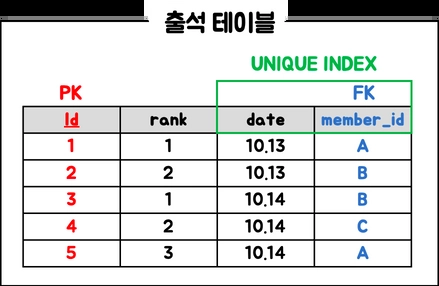 출석 테이블
UNIQUE INDEX
PK FK
Id rank date member_id
1 1 10.13 A
2 2 10.13 B
3 1 10.14 B
4 2 10.14 C
5 3 10.14 A